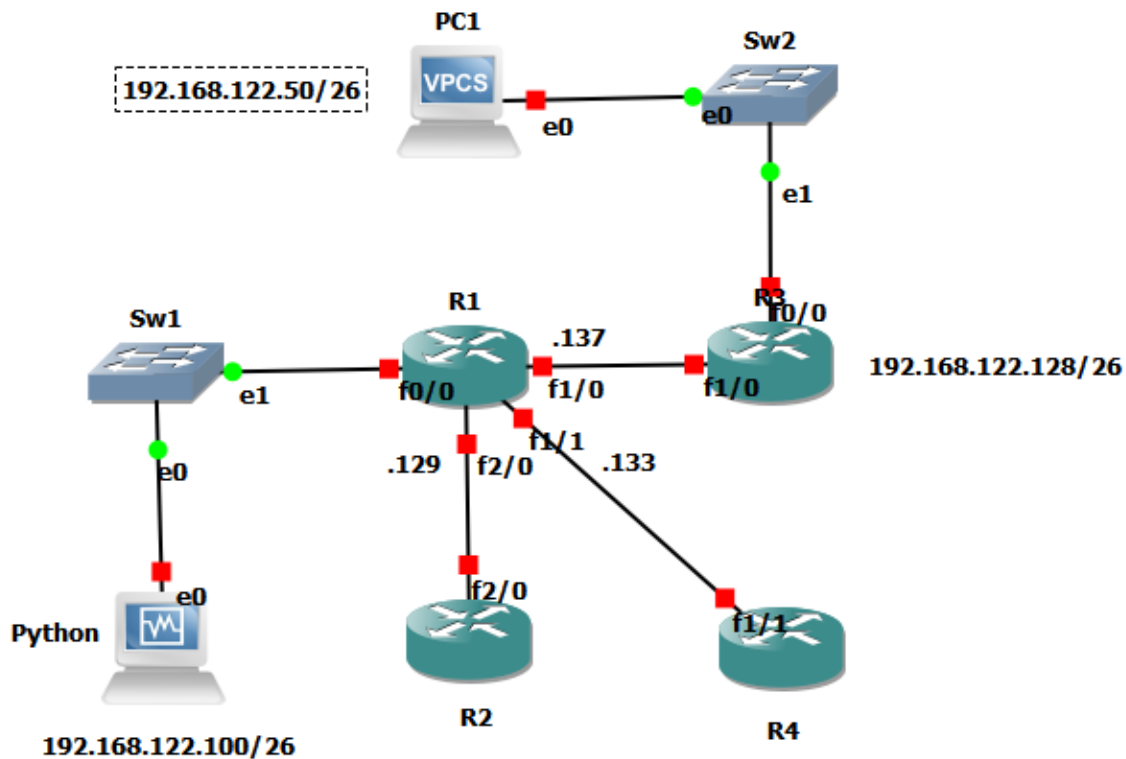 PC1
Sw2
192.168.122.50/26
VPCS
e0
e0
e1
R3
f0/0
R1
Sw1
.137
192.168.122.128/26
e1
f0/0
f1/0
f1/0
f1/1
.129
f2/0
.133
e0
f2/0
e0
f1/1
Python
R2
R4
192.168.122.100/26